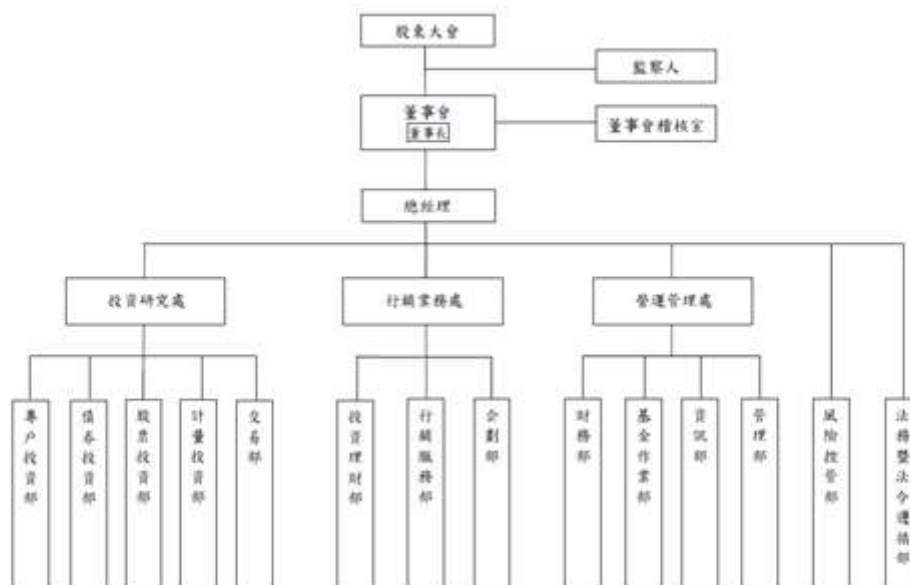 股東大會
監察人
董事會
董事長
董事會稽核室
總經理
投資研究處
行銷業務處
營運管理處
專戶投資部
債券投資部
股票投資部
計量投資部
交易部
投資理財部
行銷服務部
企劃部
財務部
基金作業部
資訊部
管理部
風險控管部
法務暨法令遵循部